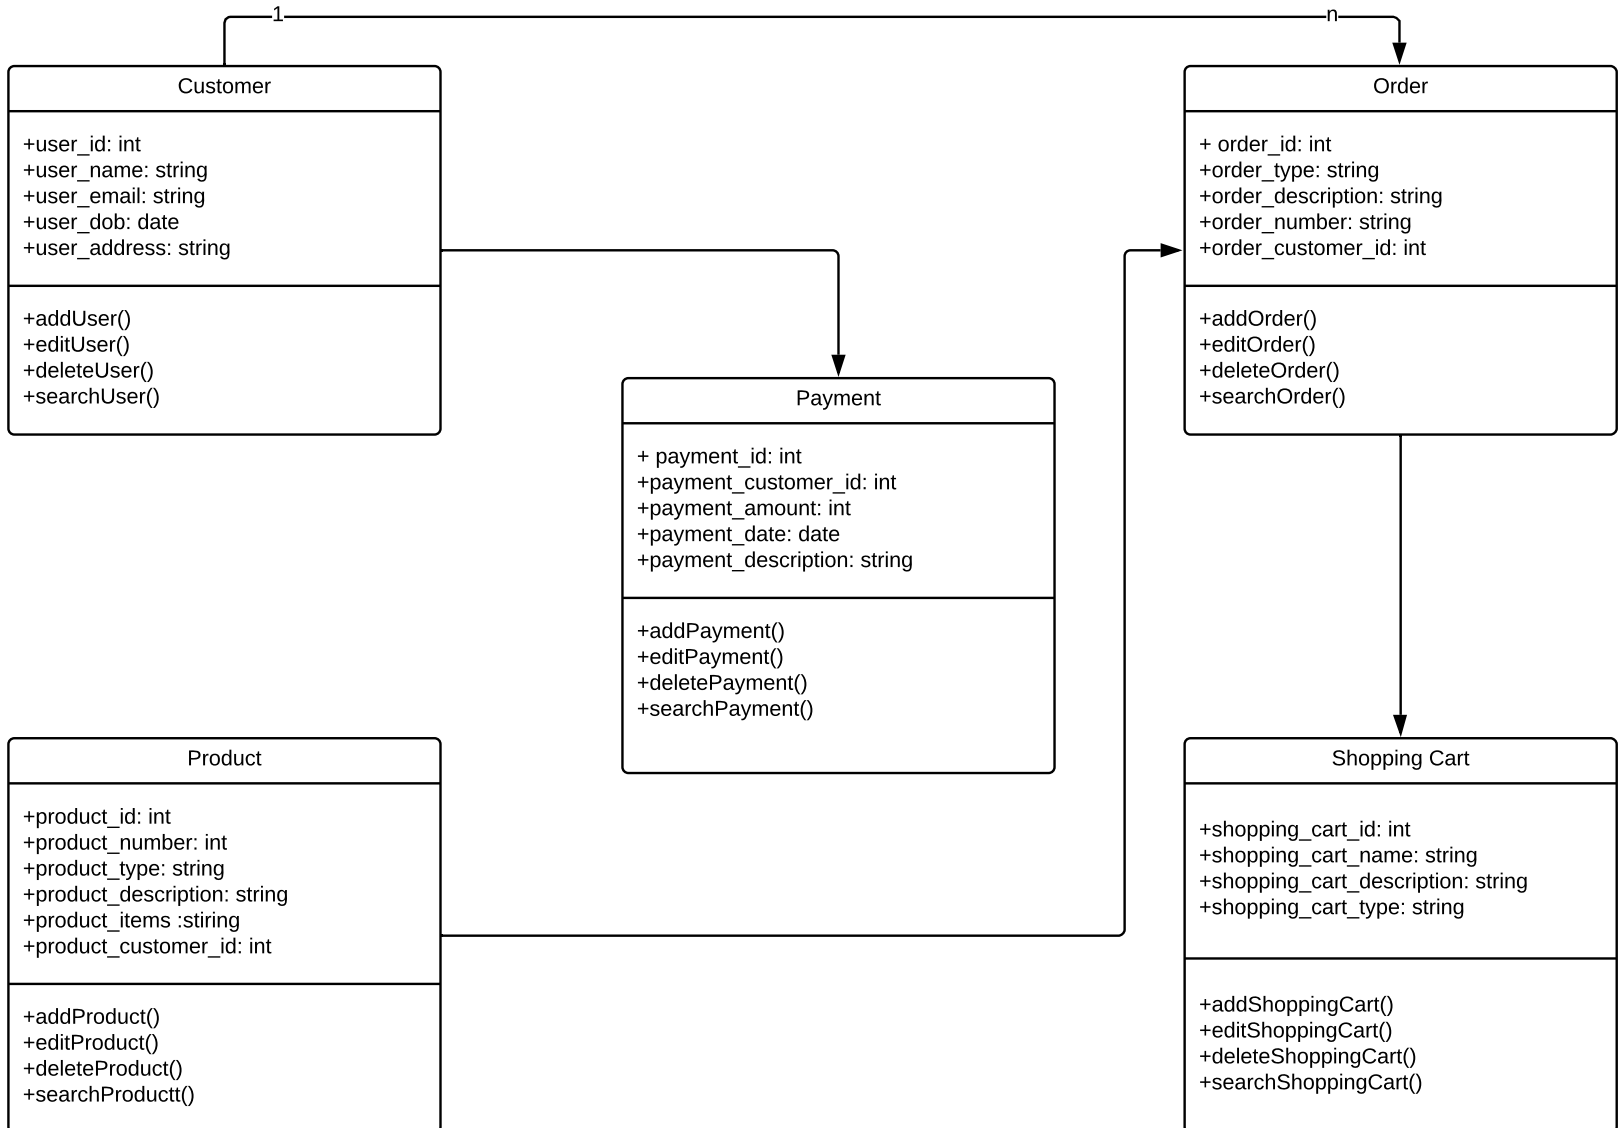 1
n
Customer
+user_id: int
+user_name: string
+user_email: string
+user_dob: date
+user_address: string
+addUser()
+editUser()
+deleteUser()
+searchUser()
Order
+ order_id: int
+order_type: string
+order_description: string
+order_number: string
+order_customer_id: int
+addOrder()
+editOrder()
+deleteOrder()
+searchOrder()
Payment
+ payment_id: int
+payment_customer_id: int
+payment_amount: int
+payment_date: date
+payment_description: string
+addPayment()
+editPayment()
+deletePayment()
+searchPayment()
Product
+product_id: int
+product_number: int
+product_type: string
+product_description: string
+product_items :stiring
+product_customer_id: int
+addProduct()
+editProduct()
+deleteProduct()
+searchProductt()
Shopping Cart
+shopping_cart_id: int
+shopping_cart_name: string
+shopping_cart_description: string
+shopping_cart_type: string
+addShoppingCart()
+editShoppingCart()
+deleteShoppingCart()
+searchShoppingCart()